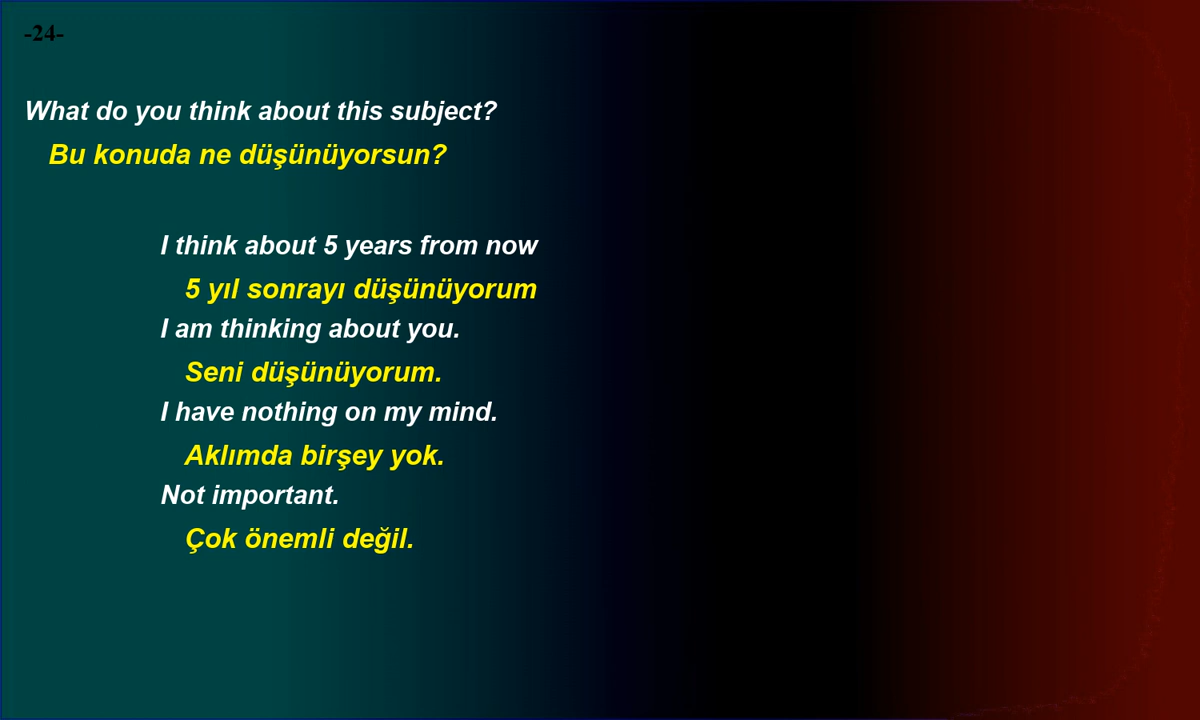 -24-
What do you think about this subject?
Bu konuda ne düşünüyorsun?
I think about 5 years from now
5 yıl sonrayı düşünüyorum
I am thinking about you.
Seni düşünüyorum.
I have nothing on my mind.
Aklımda birşey yok.
Not important.
Çok önemli değil.